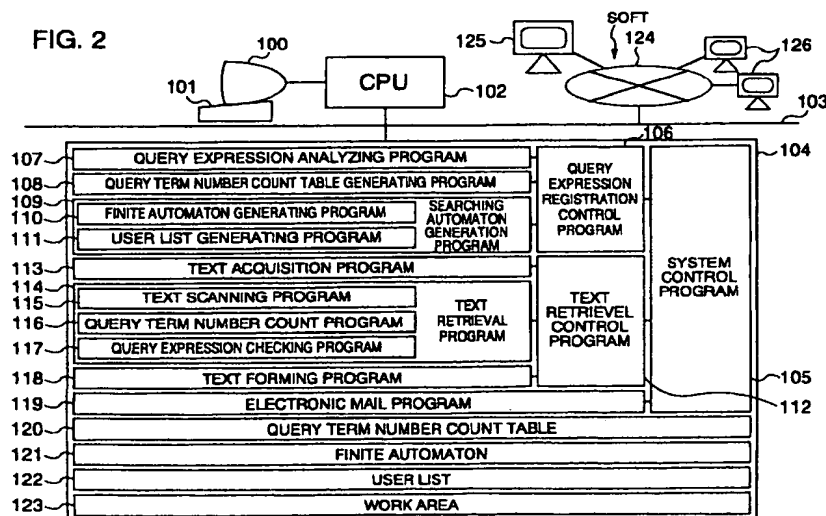 FIG. 2
100
101
CPU
102
SOFT
124
125
126
103
106
104
107
QUERY EXPRESSION ANALYZING PROGRAM
108
QUERY TERM NUMBER COUNT TABLE GENERATING PROGRAM
109
110
FINITE AUTOMATON GENERATING PROGRAM
111
USER LIST GENERATING PROGRAM
SEARCHING
AUTOMATON
GENERATION
PROGRAM
QUERY
EXPRESSION
REGISTRATION
CONTROL
PROGRAM
SYSTEM
CONTROL
PROGRAM
113
TEXT ACQUISITION PROGRAM
114
115
TEXT SCANNING PROGRAM
116
QUERY TERM NUMBER COUNT PROGRAM
117
QUERY EXPRESSION CHECKING PROGRAM
TEXT
RETRIEVAL
PROGRAM
TEXT
RETRIEVEL
CONTROL
PROGRAM
118
TEXT FORMING PROGRAM
105
119
ELECTRONIC MAIL PROGRAM
112
120
QUERY TERM NUMBER COUNT TABLE
121
FINITE AUTOMATON
122
USER LIST
123
WORK AREA